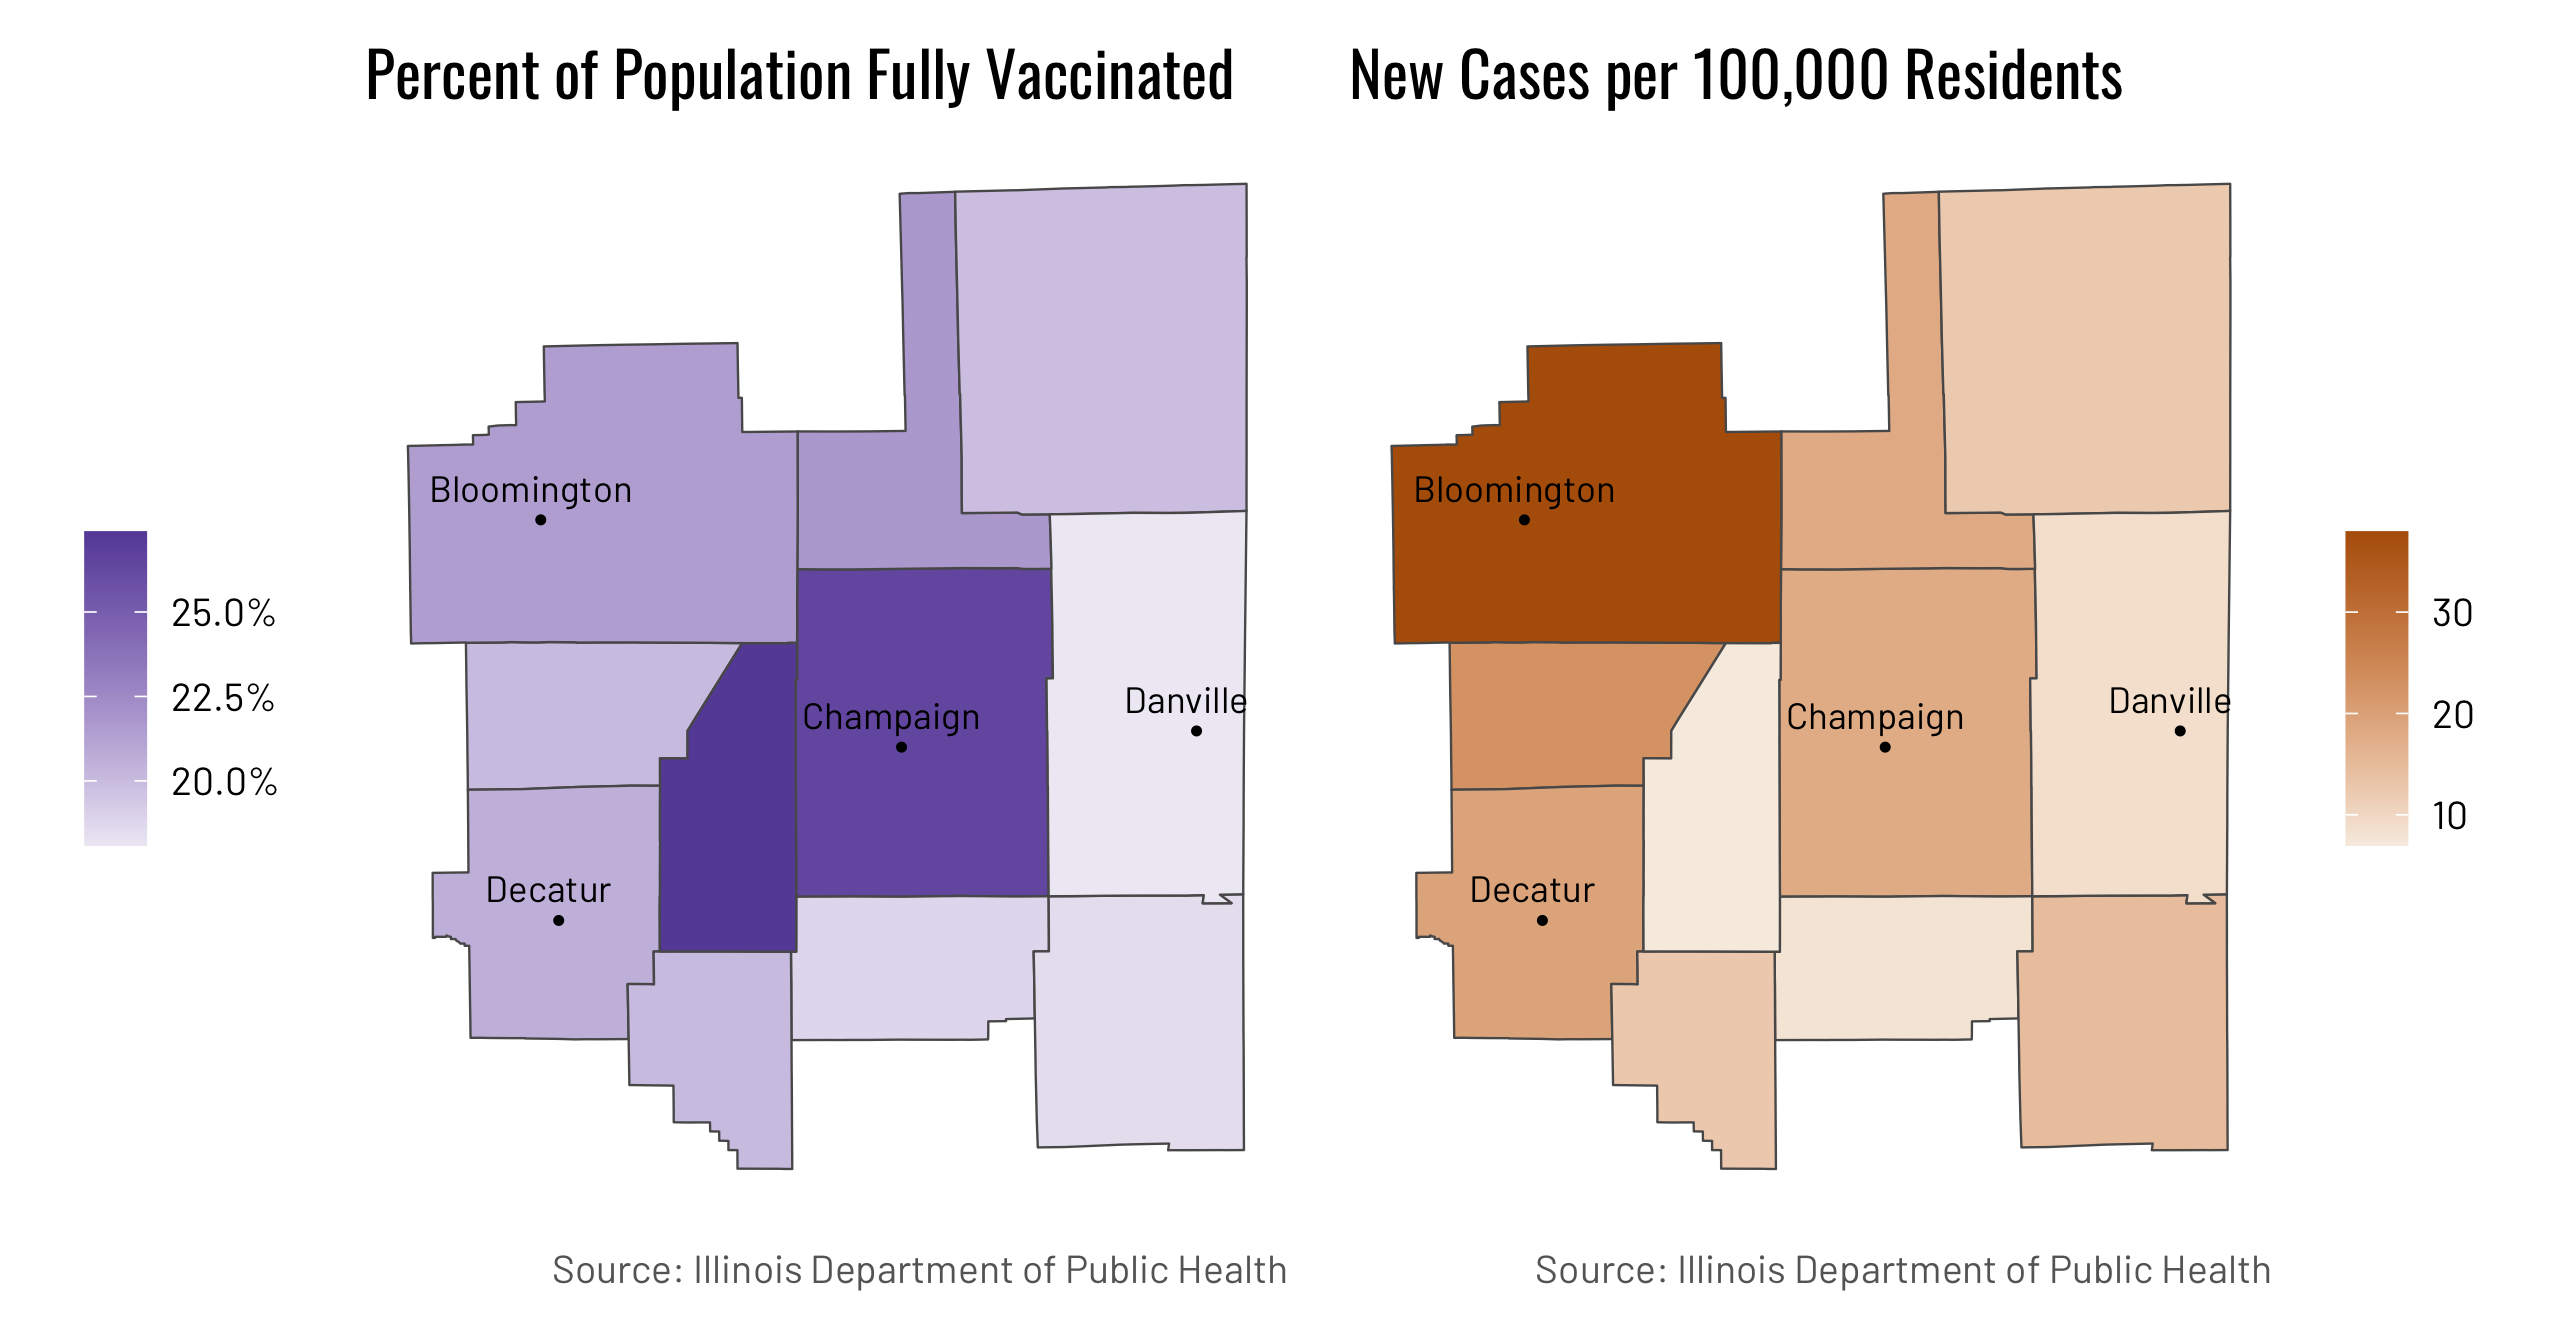 Percent of Population Fully Vaccinated
Bloomington
Champaign
Danville
Decatur
25.0%
22.5%
20.0%
Source: Illinois Department of Public Health
New Cases per 100,000 Residents
Bloomington
Champaign
Danville
Decatur
30
20
10
Source: Illinois Department of Public Health